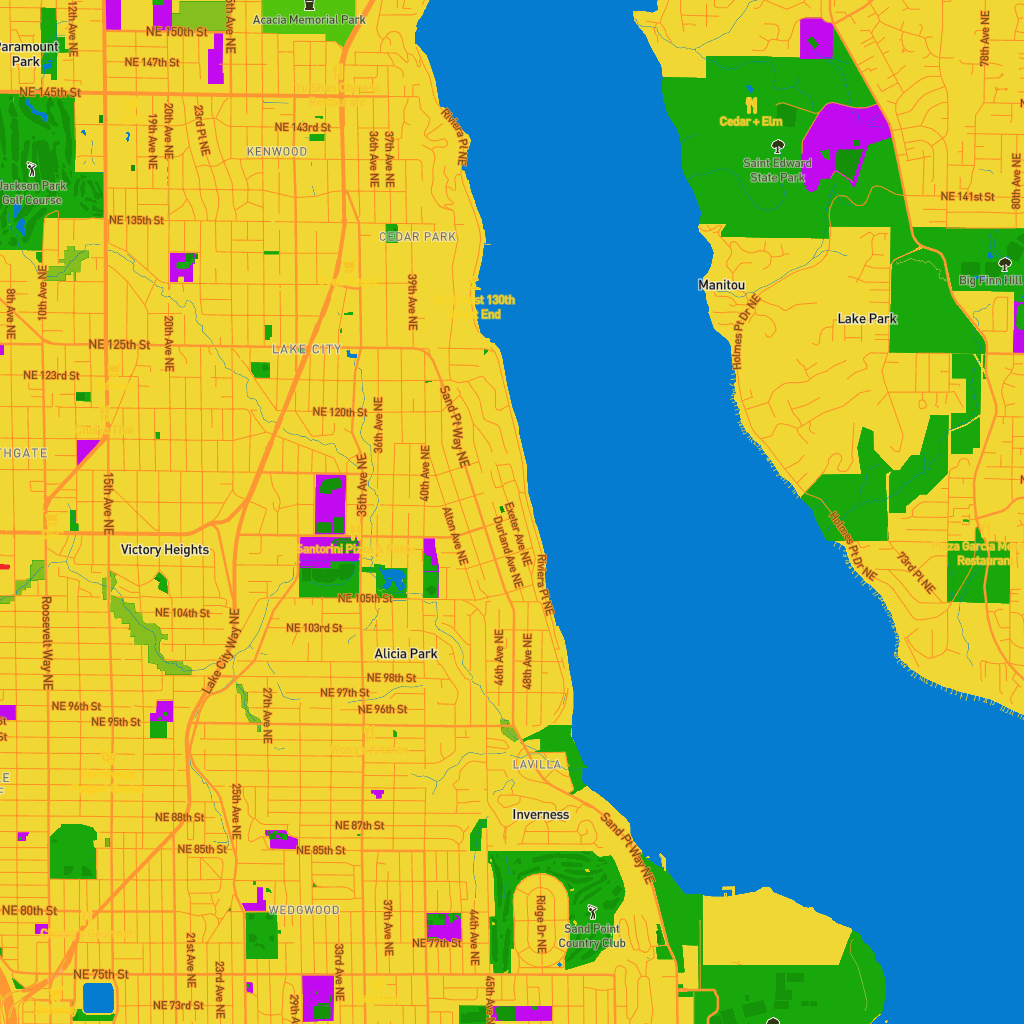 12th Ave NE
Acacia Memorial Park
NE 150th St
Paramount
Park
NE 147th St
78th Ave NE
NE 145th St
19th Ave NE
20th Ave NE
23rd Pl NE
NE 143rd St
36th Ave NE
37th Ave NE
Riviera Pl NE
KENWOOD
Cedar + Elm
Saint Edward
State Park
80th Ave NE
NE 141st St
Jackson Park
Golf Course
NE 135th St
CEDAR PARK
8th Ave NE
10th Ave NE
39th Ave NE
130th
End
Manitou
Big Finn Hill
Lake Park
Holmes Pt Dr NE
20th Ave NE
NE 125th St
LAKE CITY
NE 123rd St
NE 120th St
36th Ave NE
Sand Pt Way NE
THGATE
15th Ave NE
35th Ave NE
40th Ave NE
Alton Ave NE
Exeter Ave NE
Durland Ave NE
Holmes Pt Dr NE
73rd Pl NE
Victory Heights
Santorini
Restauran
Riviera Pl NE
NE 105th St
NE 104th St
NE 103rd St
Roosevelt Way NE
Lake City Way NE
Alicia Park
46th Ave NE
48th Ave NE
NE 98th St
NE 97th St
NE 96th St
27th Ave NE
NE 96th St
NE 95th St
LAVILLA
25th Ave NE
NE 88th St
NE 87th St
Inverness
Sand Pt Way NE
NE 85th St
NE 85th St
NE 80th St
WEDGWOOD
37th Ave NE
NE 77th St
44th Ave NE
Ridge Dr NE
Sand Point
Country Club
21st Ave NE
23rd Ave NE
33rd Ave NE
NE 75th St
NE 73rd St
29th A
45th Ave NE